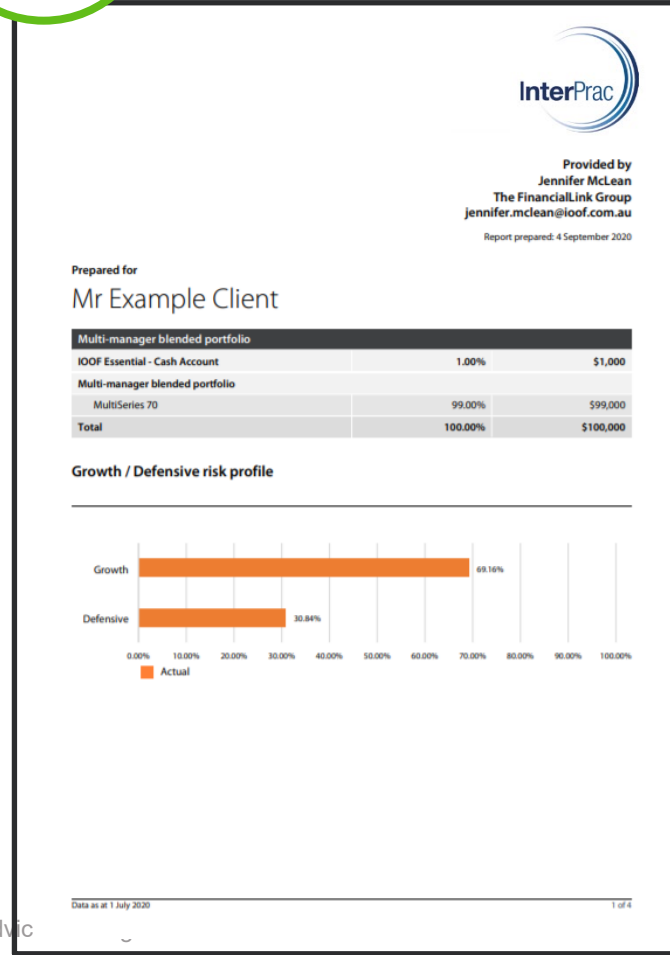 InterPrac
Provided by
Jennifer McLean
The FinancialLink Group
jennifer.mclean@ioof.com.au
Report prepared: 4 September 2020
Prepared for
Mr Example Client
Multi-manager blended portfolio
IOOF Essential - Cash Account 1.00% $1,000
Multi-manager blended portfolio
MultiSeries 70 99.00% $99,000
Total 100.00% $100,000
Growth / Defensive risk profile
Growth 69.16%
Defensive 30.84%
0.00% 10.00% 20.00% 30.00% 40.00% 50.00% 60.00% 70.00% 80.00% 90.00% 100.00%
Actual
Data as at 1 July 2020 1 of 4